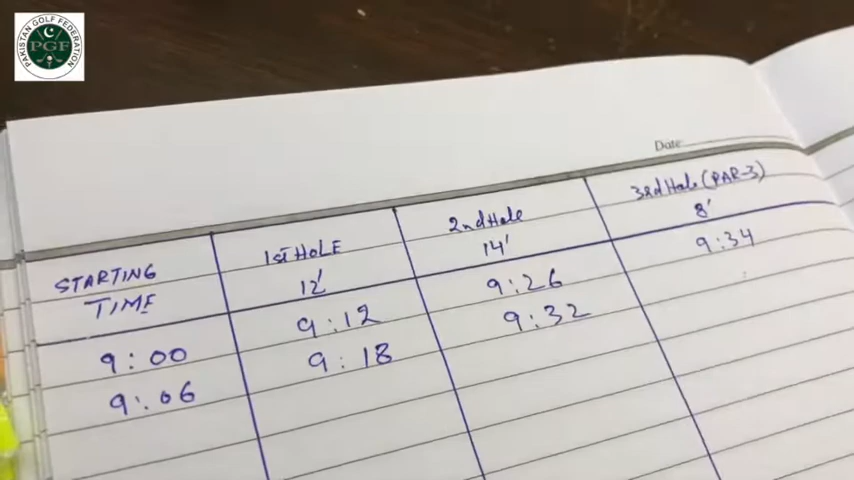 PAKISTAN GOLF FEDERATION
PGF
Date:
STARTING TIME
1st HOLE 12'
2nd Hole 14'
3rd Hole (PAR-3) 8'
9:00 9:12 9:26 9:34
9:06 9:18 9:32